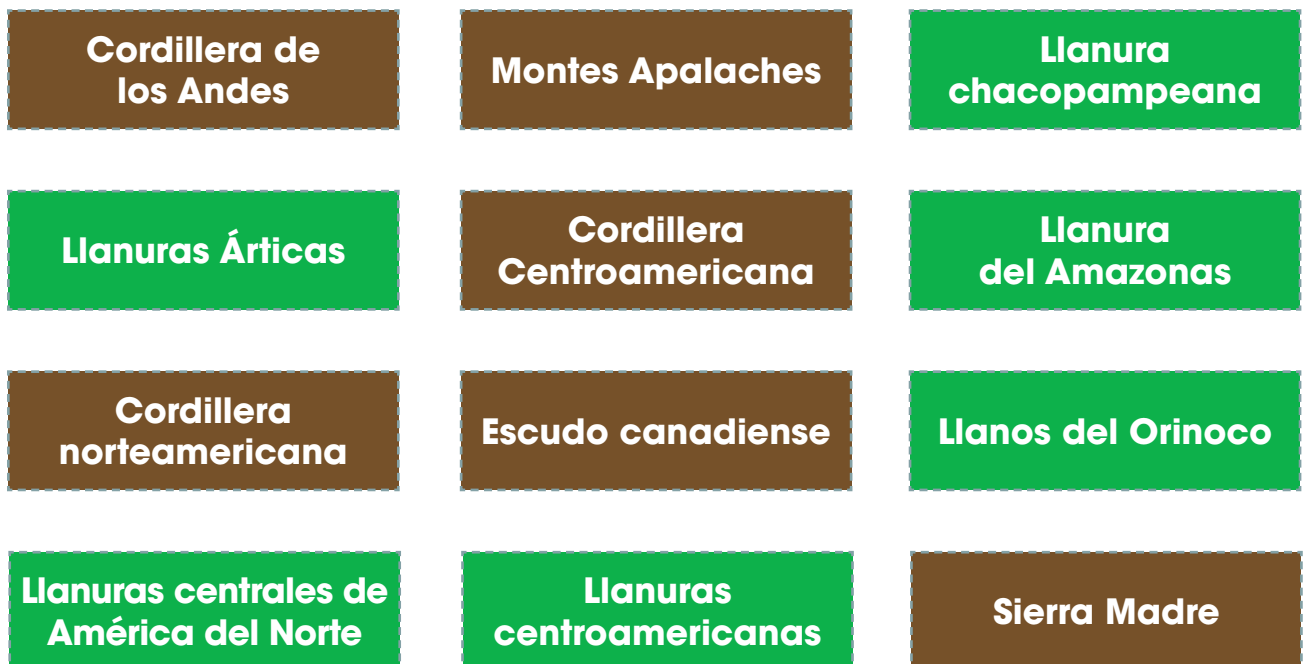 Cordillera de
los Andes
Montes Apalaches
Llanura
chacopampeana
Llanuras Árticas
Cordillera
Centroamericana
Llanura
del Amazonas
Cordillera
norteamericana
Escudo canadiense
Llanos del Orinoco
Llanuras centrales de
América del Norte
Llanuras
centroamericanas
Sierra Madre